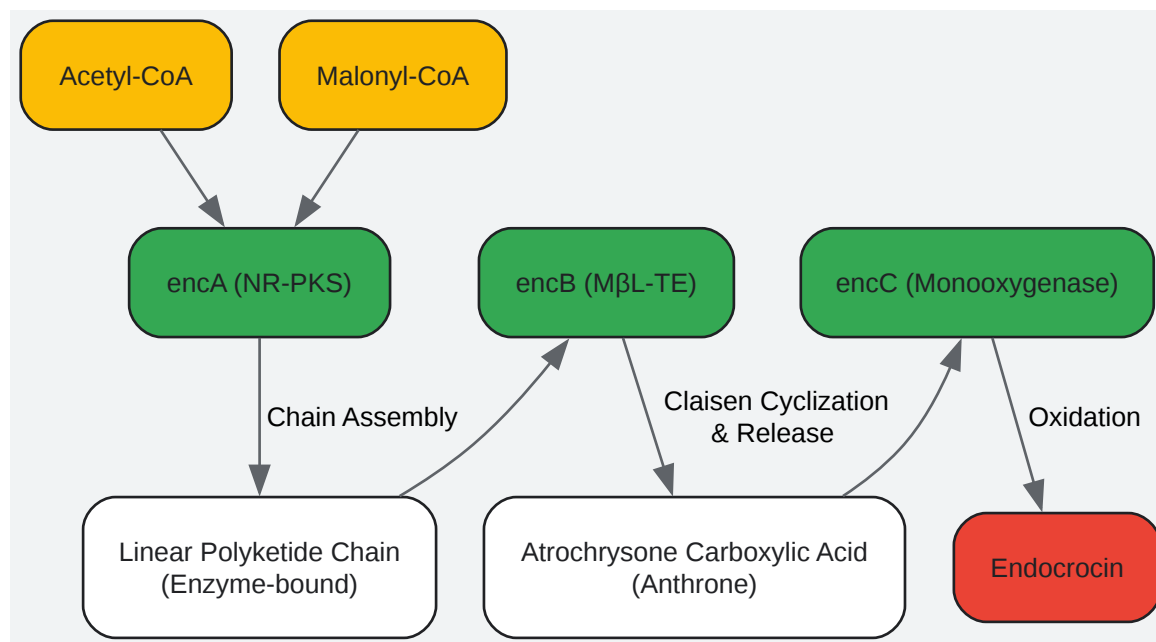 Acetyl-CoA
Malonyl-CoA
encA (NR-PKS)
encB (MβL-TE)
encC (Monooxygenase)
Chain Assembly
Claisen Cyclization
& Release
Oxidation
Linear Polyketide Chain
(Enzyme-bound)
Atrochrysone Carboxylic Acid
(Anthrone)
Endocrocin